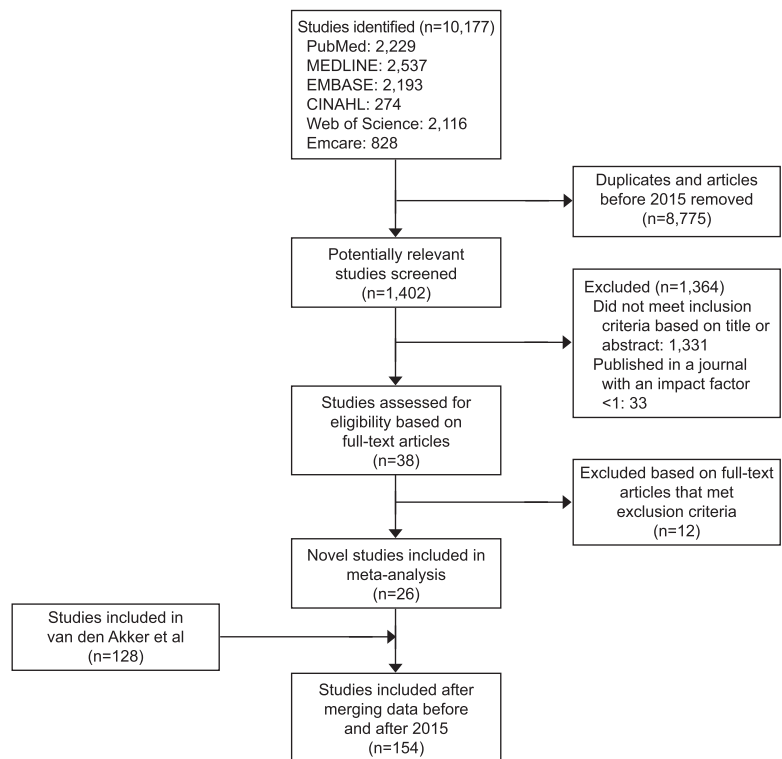 Studies identified (n=10,177)
PubMed: 2,229
MEDLINE: 2,537
EMBASE: 2,193
CINAHL: 274
Web of Science: 2,116
Emcare: 828
Duplicates and articles
before 2015 removed
(n=8,775)
Potentially relevant
studies screened
(n=1,402)
Excluded (n=1,364)
Did not meet inclusion
criteria based on title or
abstract: 1,331
Published in a journal
with an impact factor
<1: 33
Studies assessed for
eligibility based on
full-text articles
(n=38)
Excluded based on full-text
articles that met
exclusion criteria
(n=12)
Novel studies included in
meta-analysis
(n=26)
Studies included in
van den Akker et al
(n=128)
Studies included after
merging data before
and after 2015
(n=154)